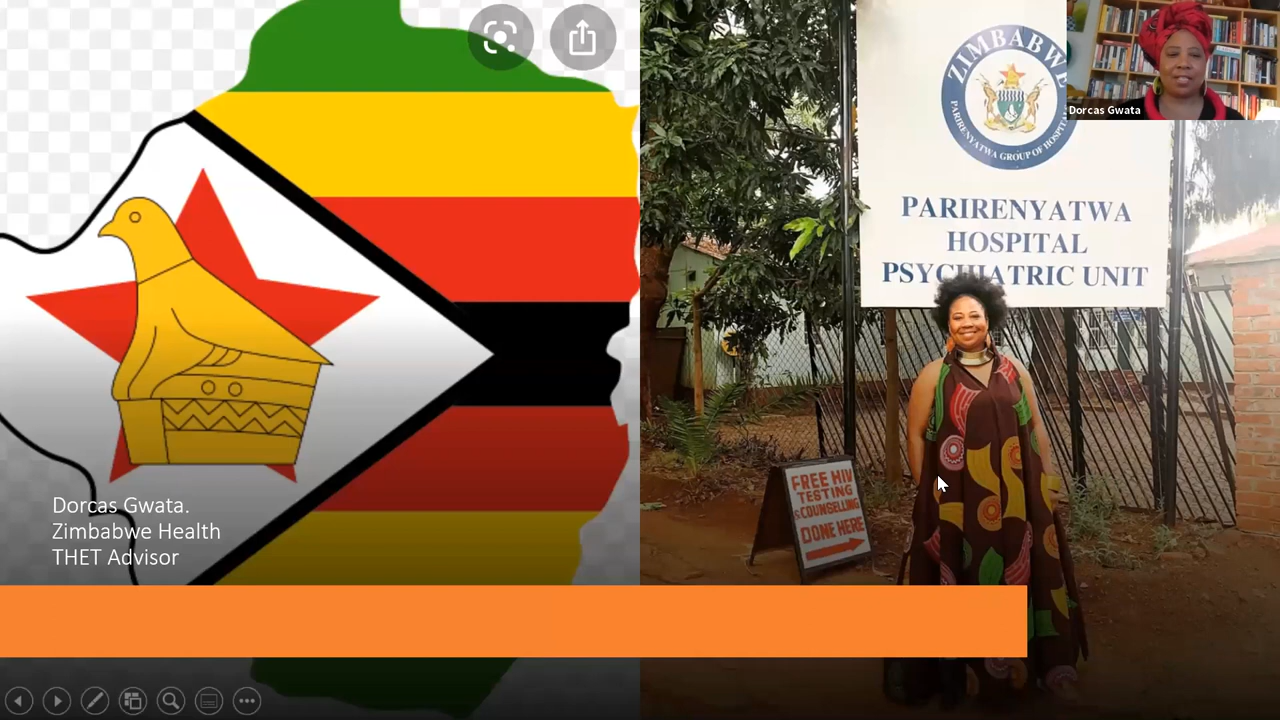 Dorcas Gwata.
Zimbabwe Health
THET Advisor
ZIMBABWE
PARIRENYATWA GROUP OF HOSPITAL
PARIRENYATWA
HOSPITAL
PSYCHIATRIC UNIT
FREE HIV
TESTING
& COUNSELLING
DONE HERE
Dorcas Gwata